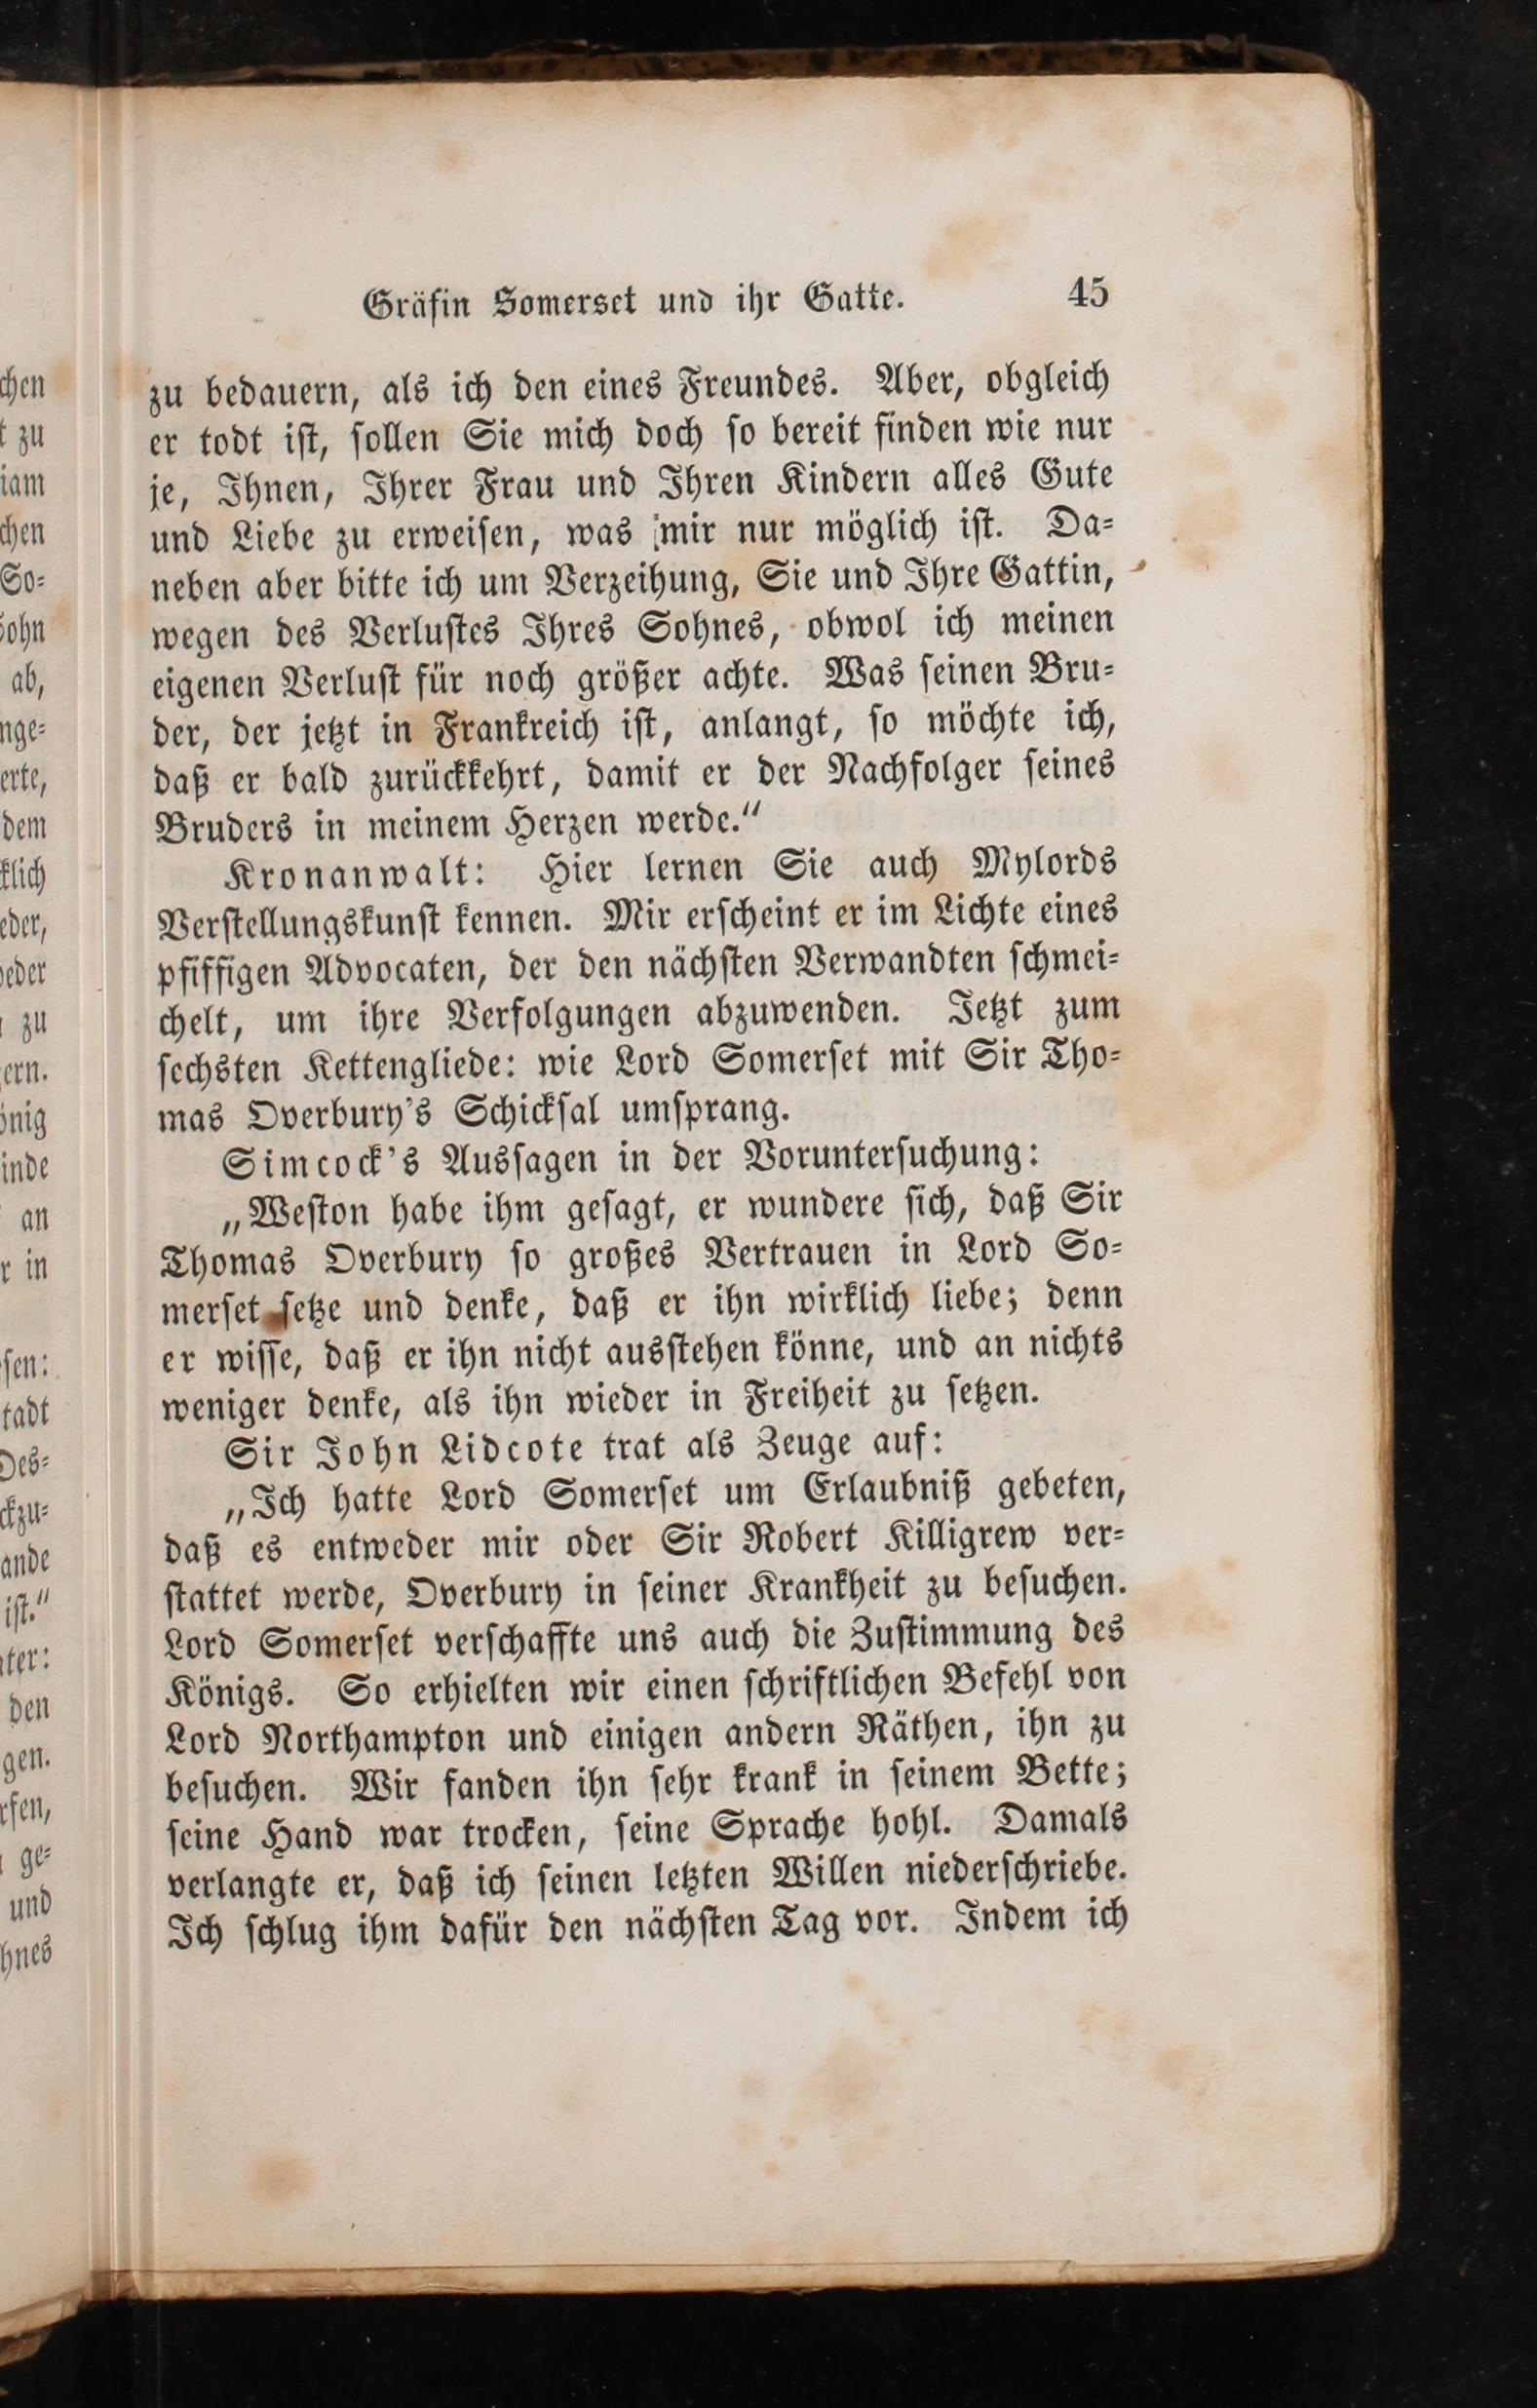 Gräfin Somerset und ihr Gatte. 45
zu bedauern, als ich den eines Freundes. Aber, obgleich
er todt ist, sollen Sie mich doch so bereit finden wie nur
je, Ihnen, Ihrer Frau und Ihren Kindern alles Gute
und Liebe zu erweisen, was mir nur möglich ist. Da-
neben aber bitte ich um Verzeihung, Sie und Ihre Gattin,
wegen des Verlustes Ihres Sohnes, obwol ich meinen
eigenen Verlust für noch größer achte. Was seinen Bru-
der, der jetzt in Frankreich ist, anlangt, so möchte ich,
daß er bald zurückkehrt, damit er der Nachfolger seines
Bruders in meinem Herzen werde."
Kronanwalt: Hier lernen Sie auch Mylords
Verstellungskunst kennen. Mir erscheint er im Lichte eines
pfiffigen Advocaten, der den nächsten Verwandten schmei-
chelt, um ihre Verfolgungen abzuwenden. Jetzt zum
sechsten Kettengliede: wie Lord Somerset mit Sir Tho-
mas Overbury's Schicksal umsprang.
Simcock's Aussagen in der Voruntersuchung:
„Weston habe ihm gesagt, er wundere sich, daß Sir
Thomas Overbury so großes Vertrauen in Lord So-
merset setze und denke, daß er ihn wirklich liebe; denn
er wisse, daß er ihn nicht ausstehen könne, und an nichts
weniger denke, als ihn wieder in Freiheit zu setzen.
Sir John Lidcote trat als Zeuge auf:
„Ich hatte Lord Somerset um Erlaubniß gebeten,
daß es entweder mir oder Sir Robert Killigrew ver-
stattet werde, Overbury in seiner Krankheit zu besuchen.
Lord Somerset verschaffte uns auch die Zustimmung des
Königs. So erhielten wir einen schriftlichen Befehl von
Lord Northampton und einigen andern Räthen, ihn zu
besuchen. Wir fanden ihn sehr krank in seinem Bette;
seine Hand war trocken, seine Sprache hohl. Damals
verlangte er, daß ich seinen letzten Willen niederschriebe.
Ich schlug ihm dafür den nächsten Tag vor. Indem ich